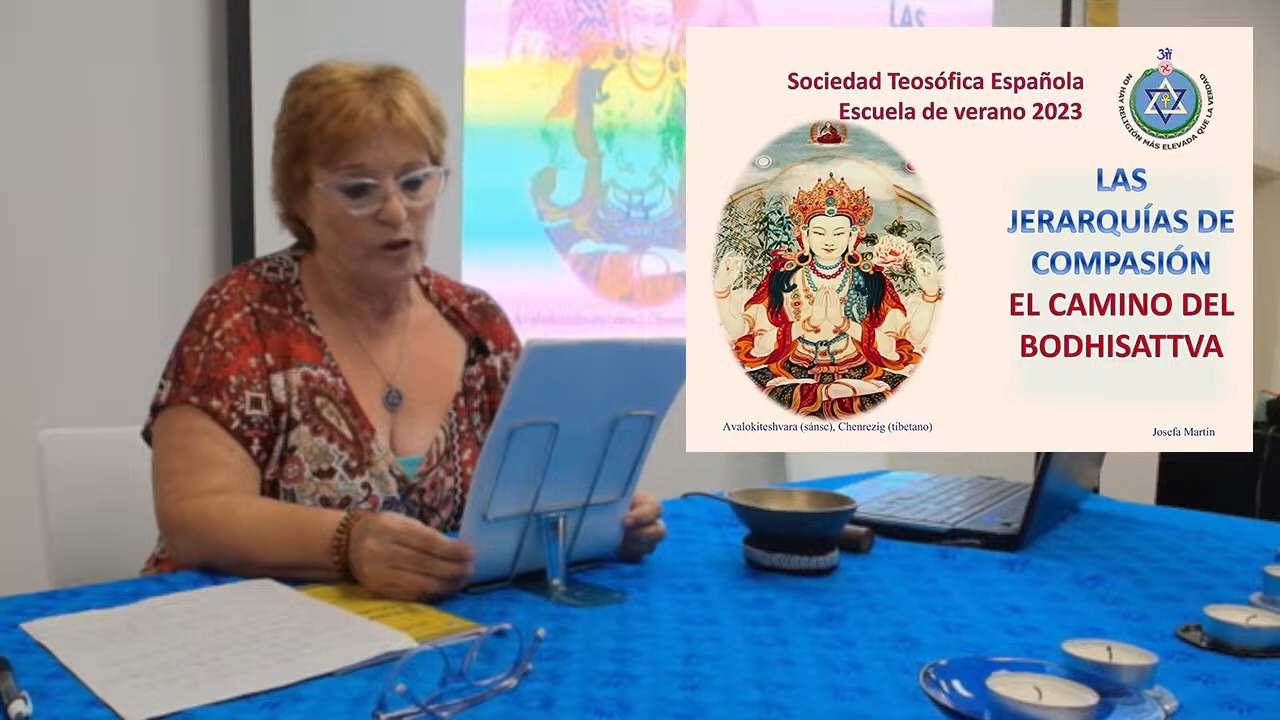 LAS
Sociedad Teosófica Española
Escuela de verano 2023
NO HAY RELIGIÓN MÁS ELEVADA QUE LA VERDAD
LAS
JERARQUÍAS DE
COMPASIÓN
EL CAMINO DEL
BODHISATTVA
Avalokiteshvara (sánsc), Chenrezig (tibetano)
Josefa Martín